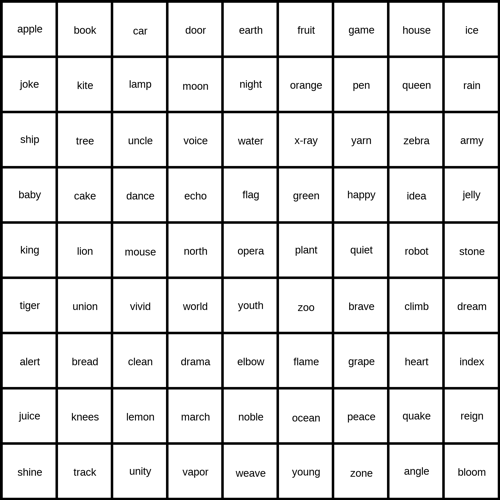 apple book car door earth fruit game house ice
joke kite lamp moon night orange pen queen rain
ship tree uncle voice water x-ray yarn zebra army
baby cake dance echo flag green happy idea jelly
king lion mouse north opera plant quiet robot stone
tiger union vivid world youth zoo brave climb dream
alert bread clean drama elbow flame grape heart index
juice knees lemon march noble ocean peace quake reign
shine track unity vapor weave young zone angle bloom